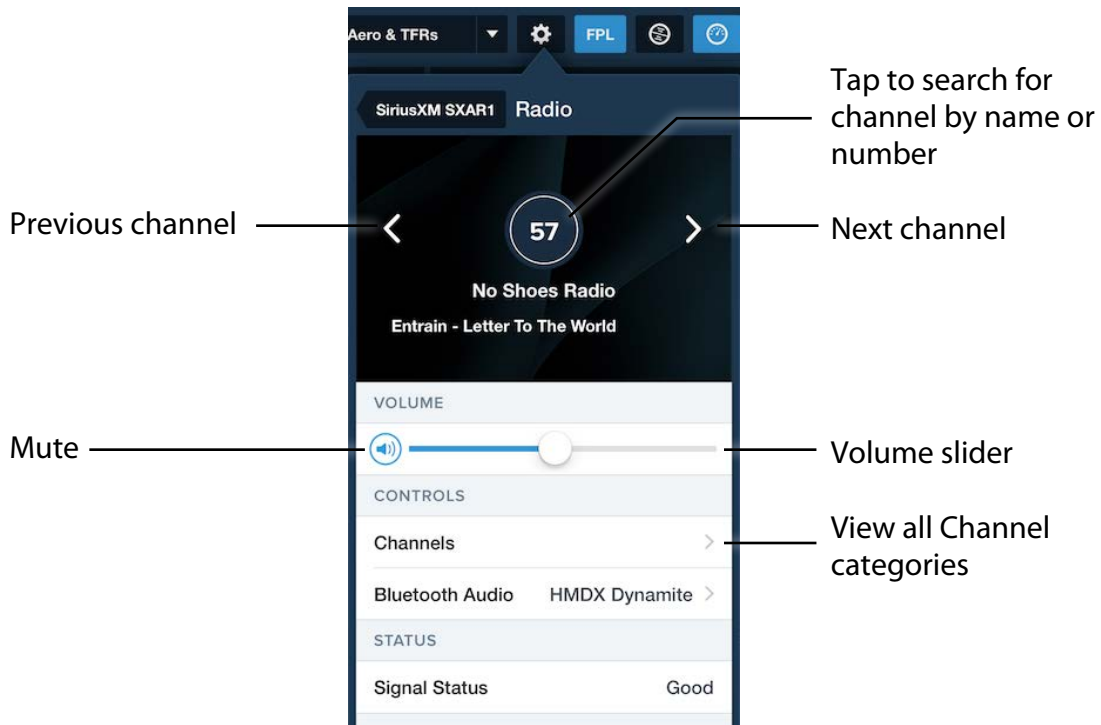 Aero & TFRs
FPL
SiriusXM SXAR1
Radio
Tap to search for
channel by name or
number
Previous channel
57
Next channel
No Shoes Radio
Entrain - Letter To The World
VOLUME
Mute
Volume slider
CONTROLS
Channels
View all Channel
categories
Bluetooth Audio
HMDX Dynamite
STATUS
Signal Status
Good